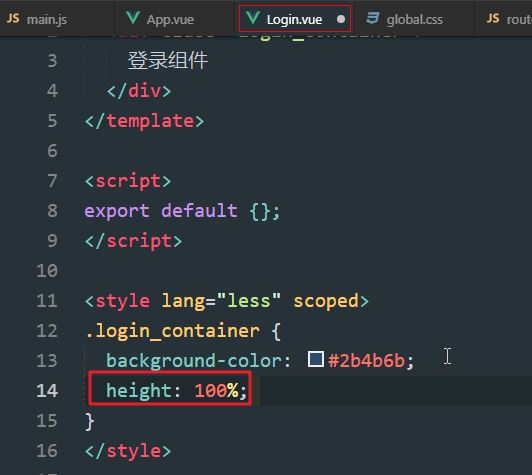 JS main.js App.vue Login.vue global.css JS rout
3 登录组件
4 </div>
5 </template>
6
7 <script>
8 export default {};
9 </script>
10
11 <style lang="less" scoped>
12 .login_container {
13 background-color: #2b4b6b;
14 height: 100%;
15 }
16 </style>